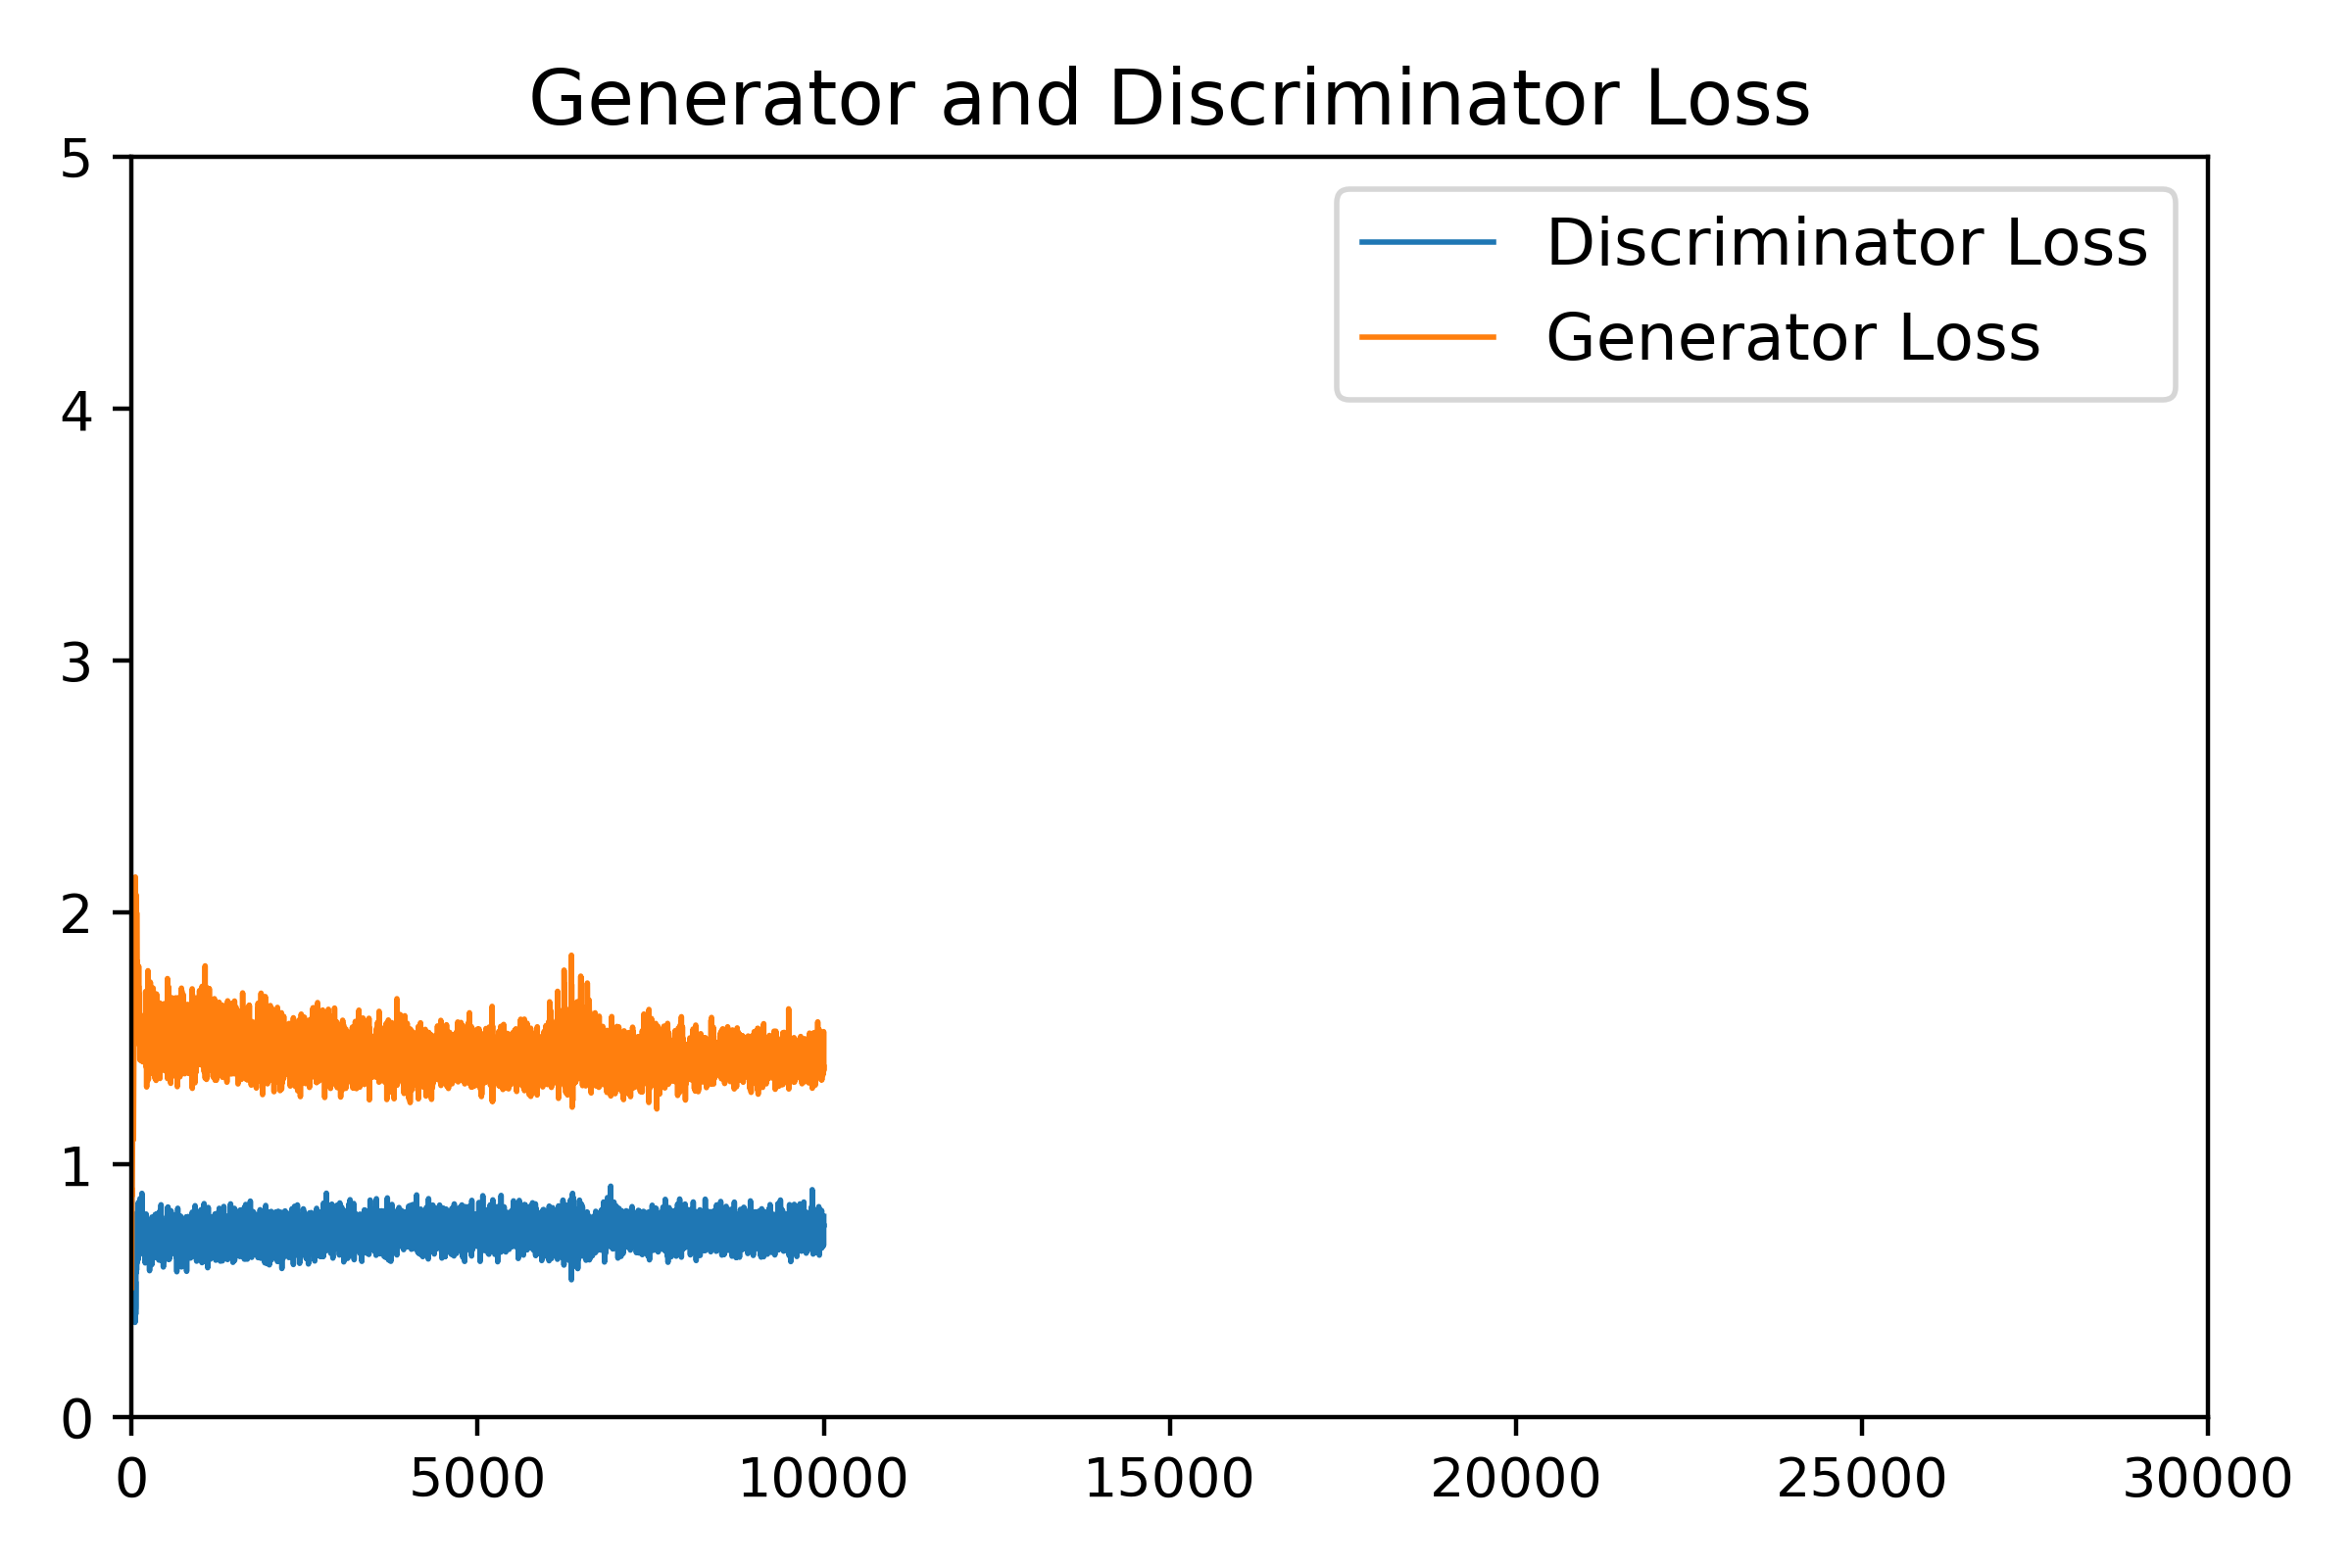 Generator and Discriminator Loss
5
Discriminator Loss
Generator Loss
4
3
2
1
0
0 5000 10000 15000 20000 25000 30000